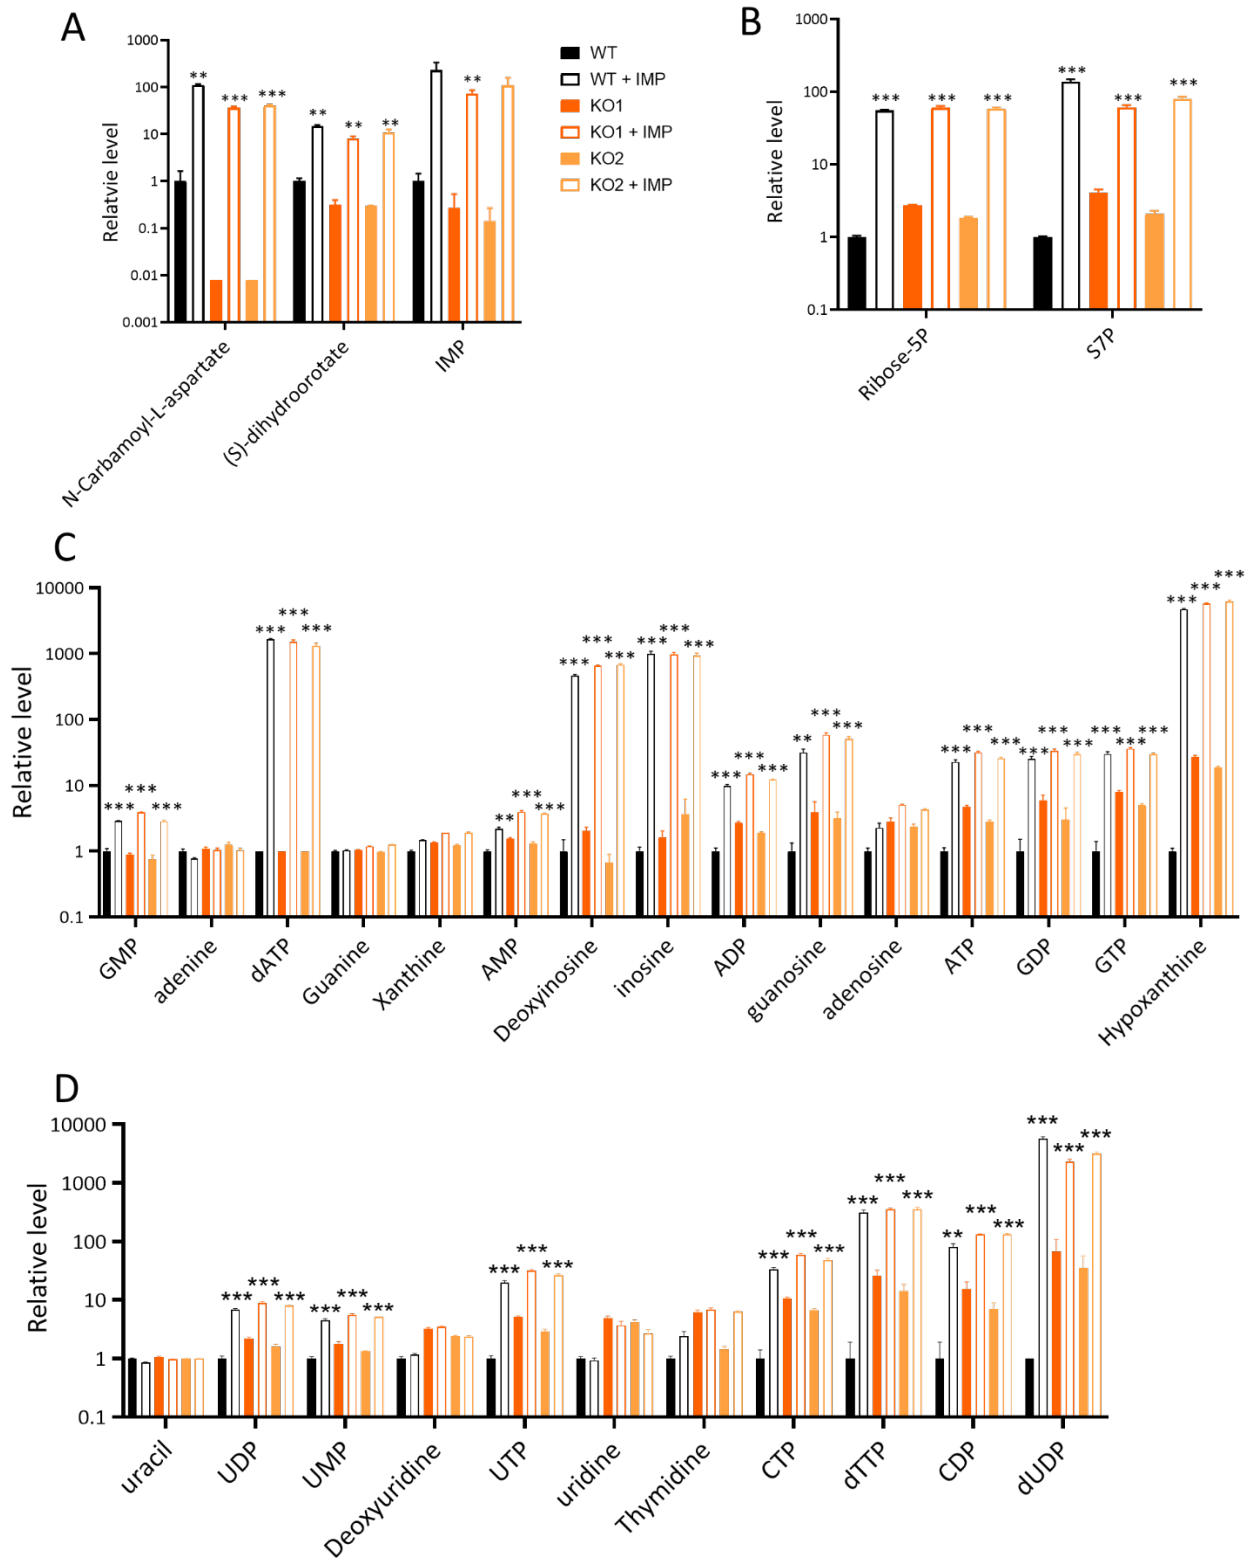 A
1000
100
10
1
0.1
0.01
0.001
Relatvie level
** *** ***
** ** **
**
N-Carbamoyl-L-aspartate
(S)-dihydroorotate
IMP
WT
WT + IMP
KO1
KO1 + IMP
KO2
KO2 + IMP
B
1000
100
10
1
0.1
Relative level
*** *** ***
*** *** ***
Ribose-5P
S7P
C
10000
1000
100
10
1
0.1
Relative level
*** *** ***
*** *** ***
** *** ***
*** *** ***
*** *** ***
*** *** ***
** *** ***
*** *** ***
*** *** ***
*** *** ***
*** *** ***
GMP
adenine
dATP
Guanine
Xanthine
AMP
Deoxyinosine
inosine
ADP
guanosine
adenosine
ATP
GDP
GTP
Hypoxanthine
D
10000
1000
100
10
1
0.1
Relative level
*** *** ***
*** *** ***
*** *** ***
*** *** ***
*** *** ***
** *** ***
*** *** ***
uracil
UDP
UMP
Deoxyuridine
UTP
uridine
Thymidine
CTP
dTTP
CDP
dUDP